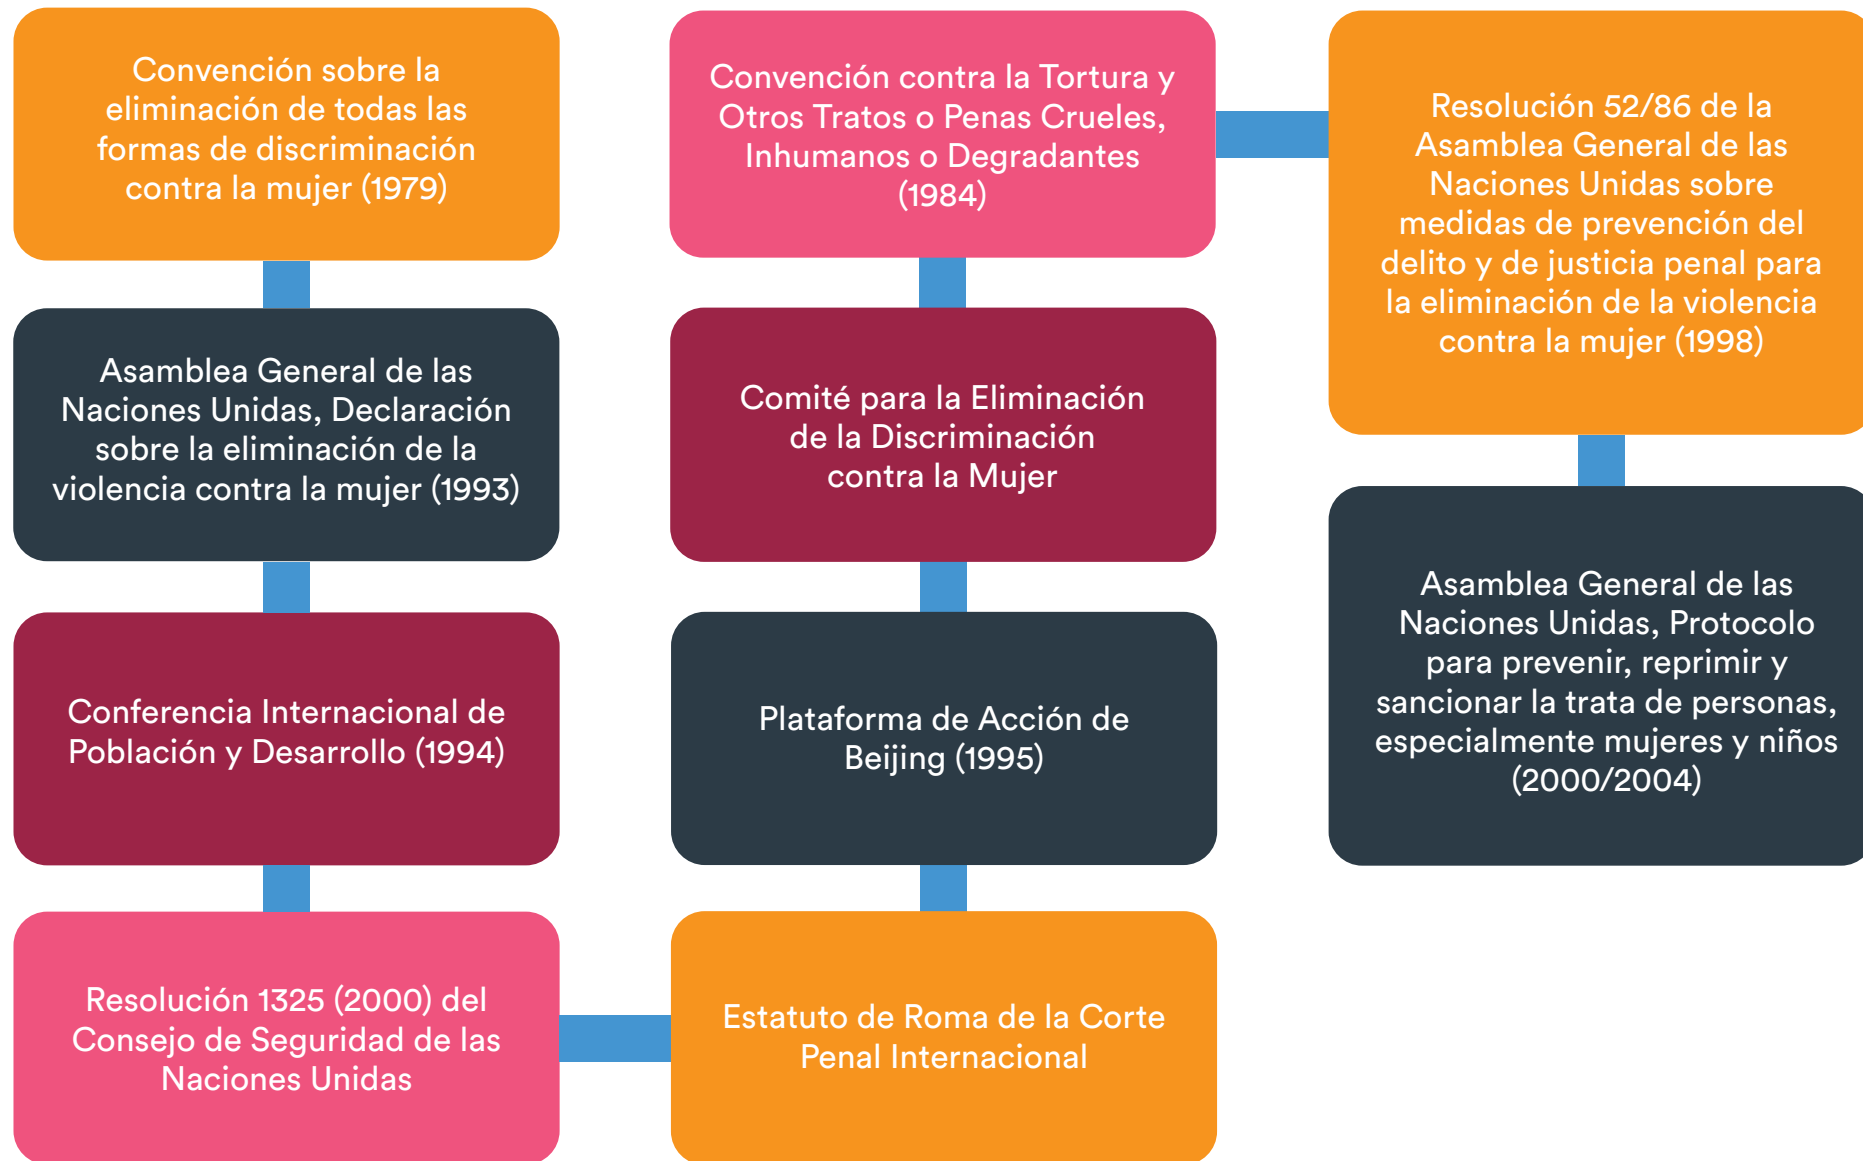 Convención sobre la
eliminación de todas las
formas de discriminación
contra la mujer (1979)
Asamblea General de las
Naciones Unidas, Declaración
sobre la eliminación de la
violencia contra la mujer (1993)
Conferencia Internacional de
Población y Desarrollo (1994)
Resolución 1325 (2000) del
Consejo de Seguridad de las
Naciones Unidas
Estatuto de Roma de la Corte
Penal Internacional
Plataforma de Acción de
Beijing (1995)
Comité para la Eliminación
de la Discriminación
contra la Mujer
Convención contra la Tortura y
Otros Tratos o Penas Crueles,
Inhumanos o Degradantes
(1984)
Resolución 52/86 de la
Asamblea General de las
Naciones Unidas sobre
medidas de prevención del
delito y de justicia penal para
la eliminación de la violencia
contra la mujer (1998)
Asamblea General de las
Naciones Unidas, Protocolo
para prevenir, reprimir y
sancionar la trata de personas,
especialmente mujeres y niños
(2000/2004)